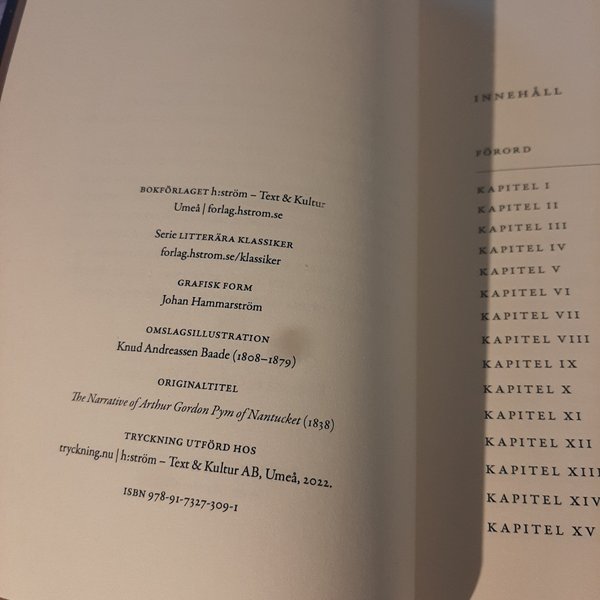 BOKFÖRLAGET h:ström – Text & Kultur
Umeå | forlag.hstrom.se
Serie LITTERÄRA KLASSIKER
forlag.hstrom.se/klassiker
GRAFISK FORM
Johan Hammarström
OMSLAGSILLUSTRATION
Knud Andreassen Baade (1808–1879)
ORIGINALTITEL
The Narrative of Arthur Gordon Pym of Nantucket (1838)
TRYCKNING UTFÖRD HOS
tryckning.nu | h:ström – Text & Kultur AB, Umeå, 2022.
ISBN 978-91-7327-309-1
INNEHÅLL
FÖRORD
KAPITEL I
KAPITEL II
KAPITEL III
KAPITEL IV
KAPITEL V
KAPITEL VI
KAPITEL VII
KAPITEL VIII
KAPITEL IX
KAPITEL X
KAPITEL XI
KAPITEL XII
KAPITEL XIII
KAPITEL XIV
KAPITEL XV